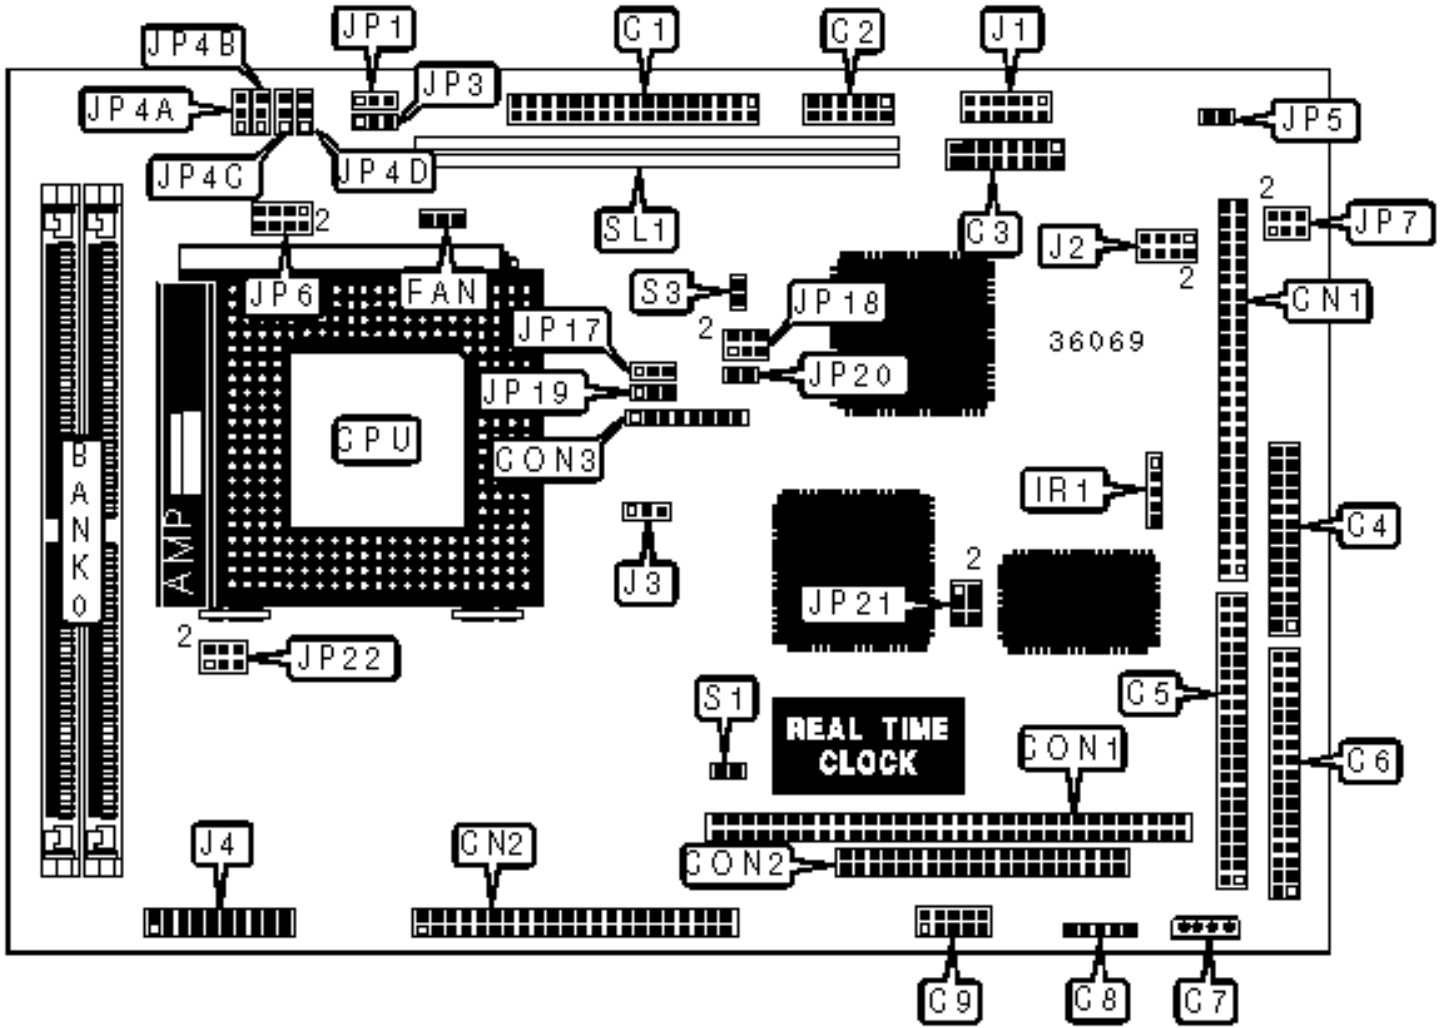 JP1
C1
C2
J1
JP4B
JP3
JP4A
JP5
JP4C
JP4D
2
2
SL1
C3
J2
JP7
2
JP6
FAN
S3
JP18
CN1
2
JP17
36069
JP20
JP19
CPU
CON3
BANK0
IR1
C4
AMP
J3
2
JP21
2
JP22
S1
C5
REAL TIME
CLOCK
CON1
C6
J4
CN2
CON2
C9
C8
C7